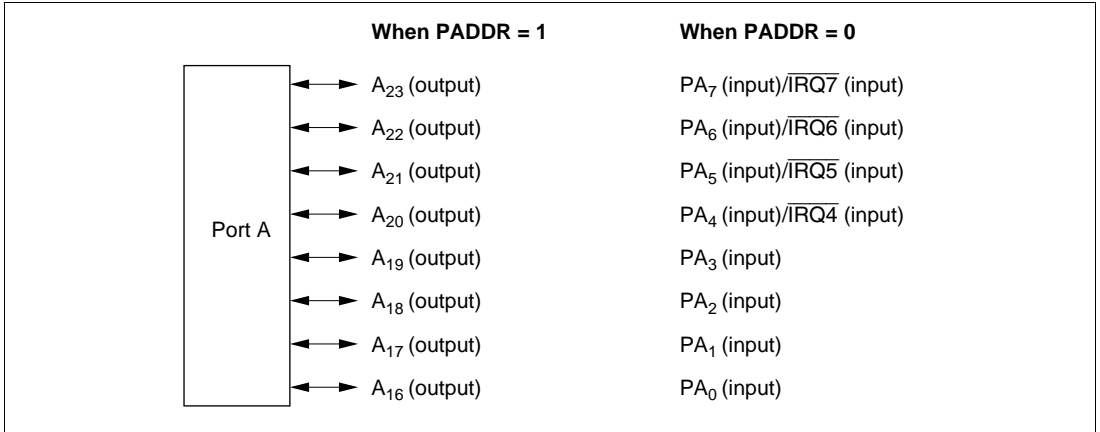 When PADDR = 1 When PADDR = 0
A23 (output) PA7 (input)/IRQ7 (input)
A22 (output) PA6 (input)/IRQ6 (input)
A21 (output) PA5 (input)/IRQ5 (input)
A20 (output) PA4 (input)/IRQ4 (input)
Port A
A19 (output) PA3 (input)
A18 (output) PA2 (input)
A17 (output) PA1 (input)
A16 (output) PA0 (input)